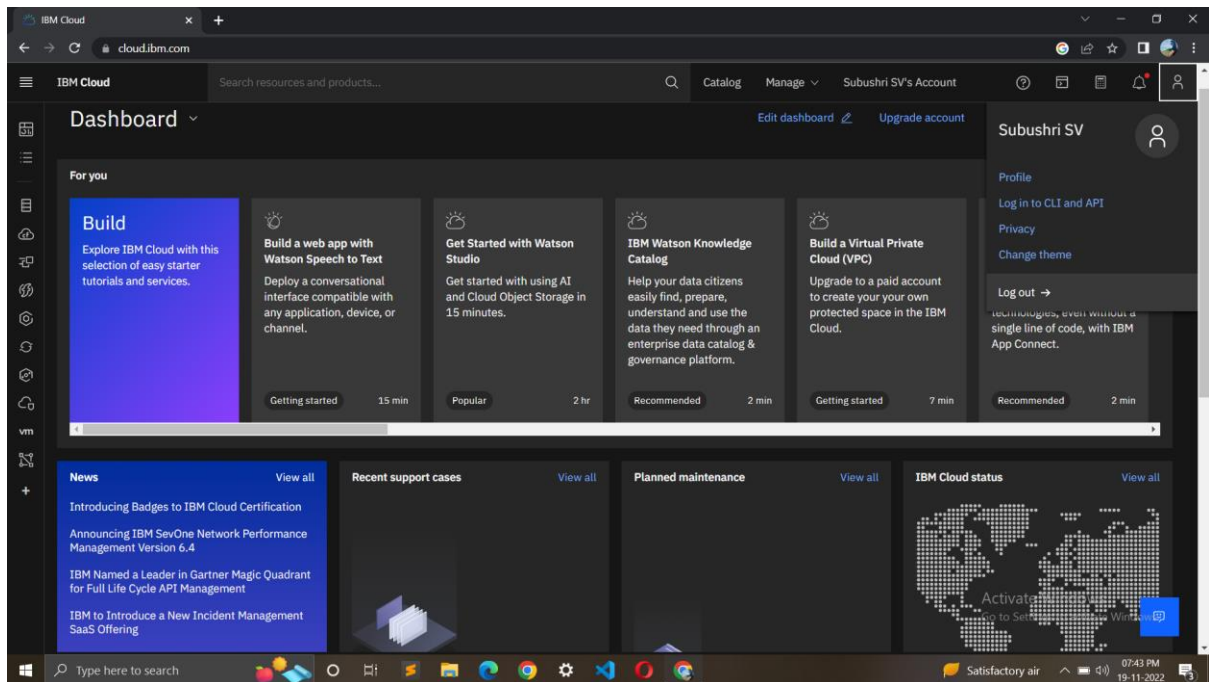 IBM Cloud
cloud.ibm.com
IBM Cloud
Search resources and products...
Catalog
Manage
Subushri SV's Account
Dashboard
Edit dashboard
Upgrade account
Subushri SV
Profile
Log in to CLI and API
Privacy
Change theme
Log out →
For you
Build
Explore IBM Cloud with this
selection of easy starter
tutorials and services.
Build a web app with
Watson Speech to Text
Deploy a conversational
interface compatible with
any application, device, or
channel.
Getting started 15 min
Get Started with Watson
Studio
Get started with using AI
and Cloud Object Storage in
15 minutes.
Popular 2 hr
IBM Watson Knowledge
Catalog
Help your data citizens
easily find, prepare,
understand and use the
data they need through an
enterprise data catalog &
governance platform.
Recommended 2 min
Build a Virtual Private
Cloud (VPC)
Upgrade to a paid account
to create your your own
protected space in the IBM
Cloud.
Getting started 7 min
technologies, even without a
single line of code, with IBM
App Connect.
Recommended 2 min
vm
News View all
Introducing Badges to IBM Cloud Certification
Announcing IBM SevOne Network Performance
Management Version 6.4
IBM Named a Leader in Gartner Magic Quadrant
for Full Life Cycle API Management
IBM to Introduce a New Incident Management
SaaS Offering
Recent support cases View all
Planned maintenance View all
IBM Cloud status View all
Activate
Go to
Type here to search
Satisfactory air
07:43 PM
19-11-2022